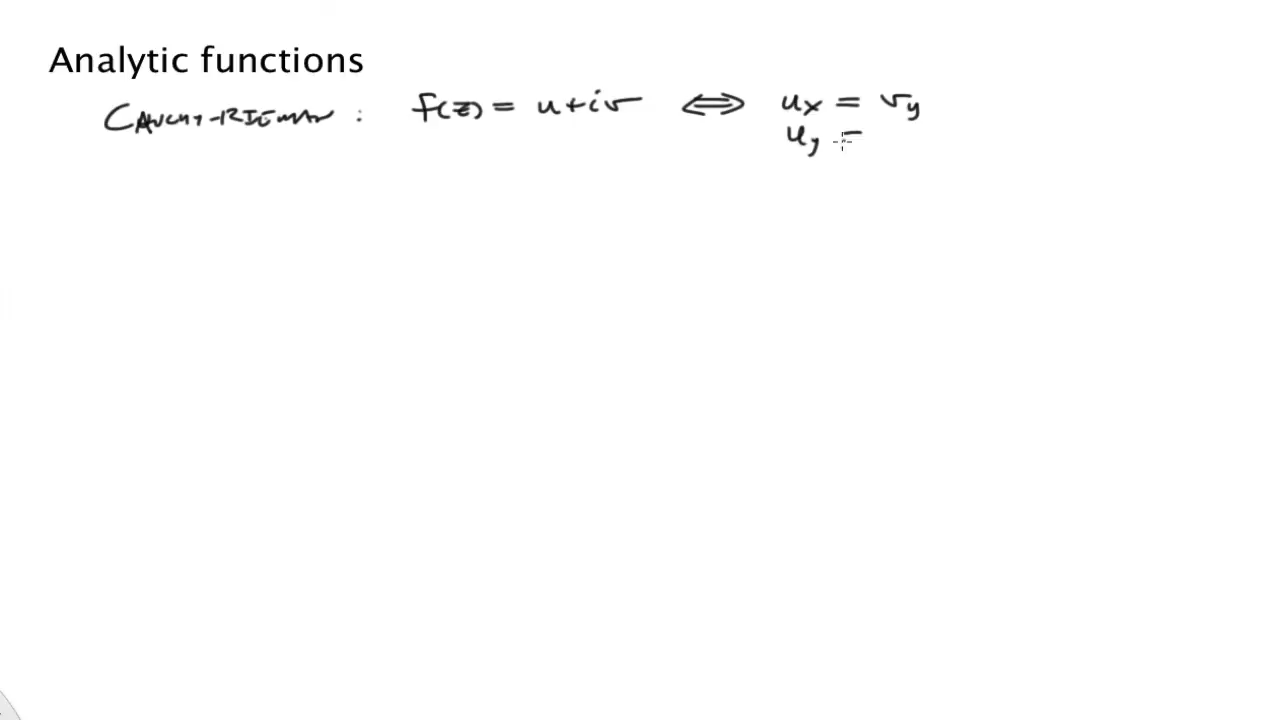 Analytic functions
CAUCHY-RIEMANN : f(z) = u+iv ⟺ ux = vy
uy =